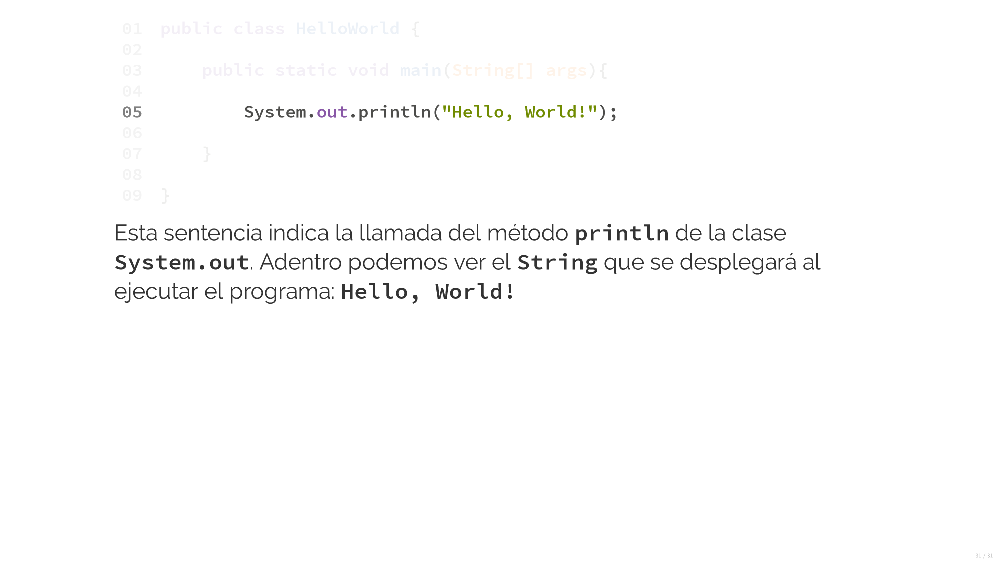 01 public class HelloWorld {
02
03 public static void main(String[] args){
04
05 System.out.println("Hello, World!");
06
07 }
08
09 }
Esta sentencia indica la llamada del método println de la clase
System.out. Adentro podemos ver el String que se desplegará al
ejecutar el programa: Hello, World!
31 / 31